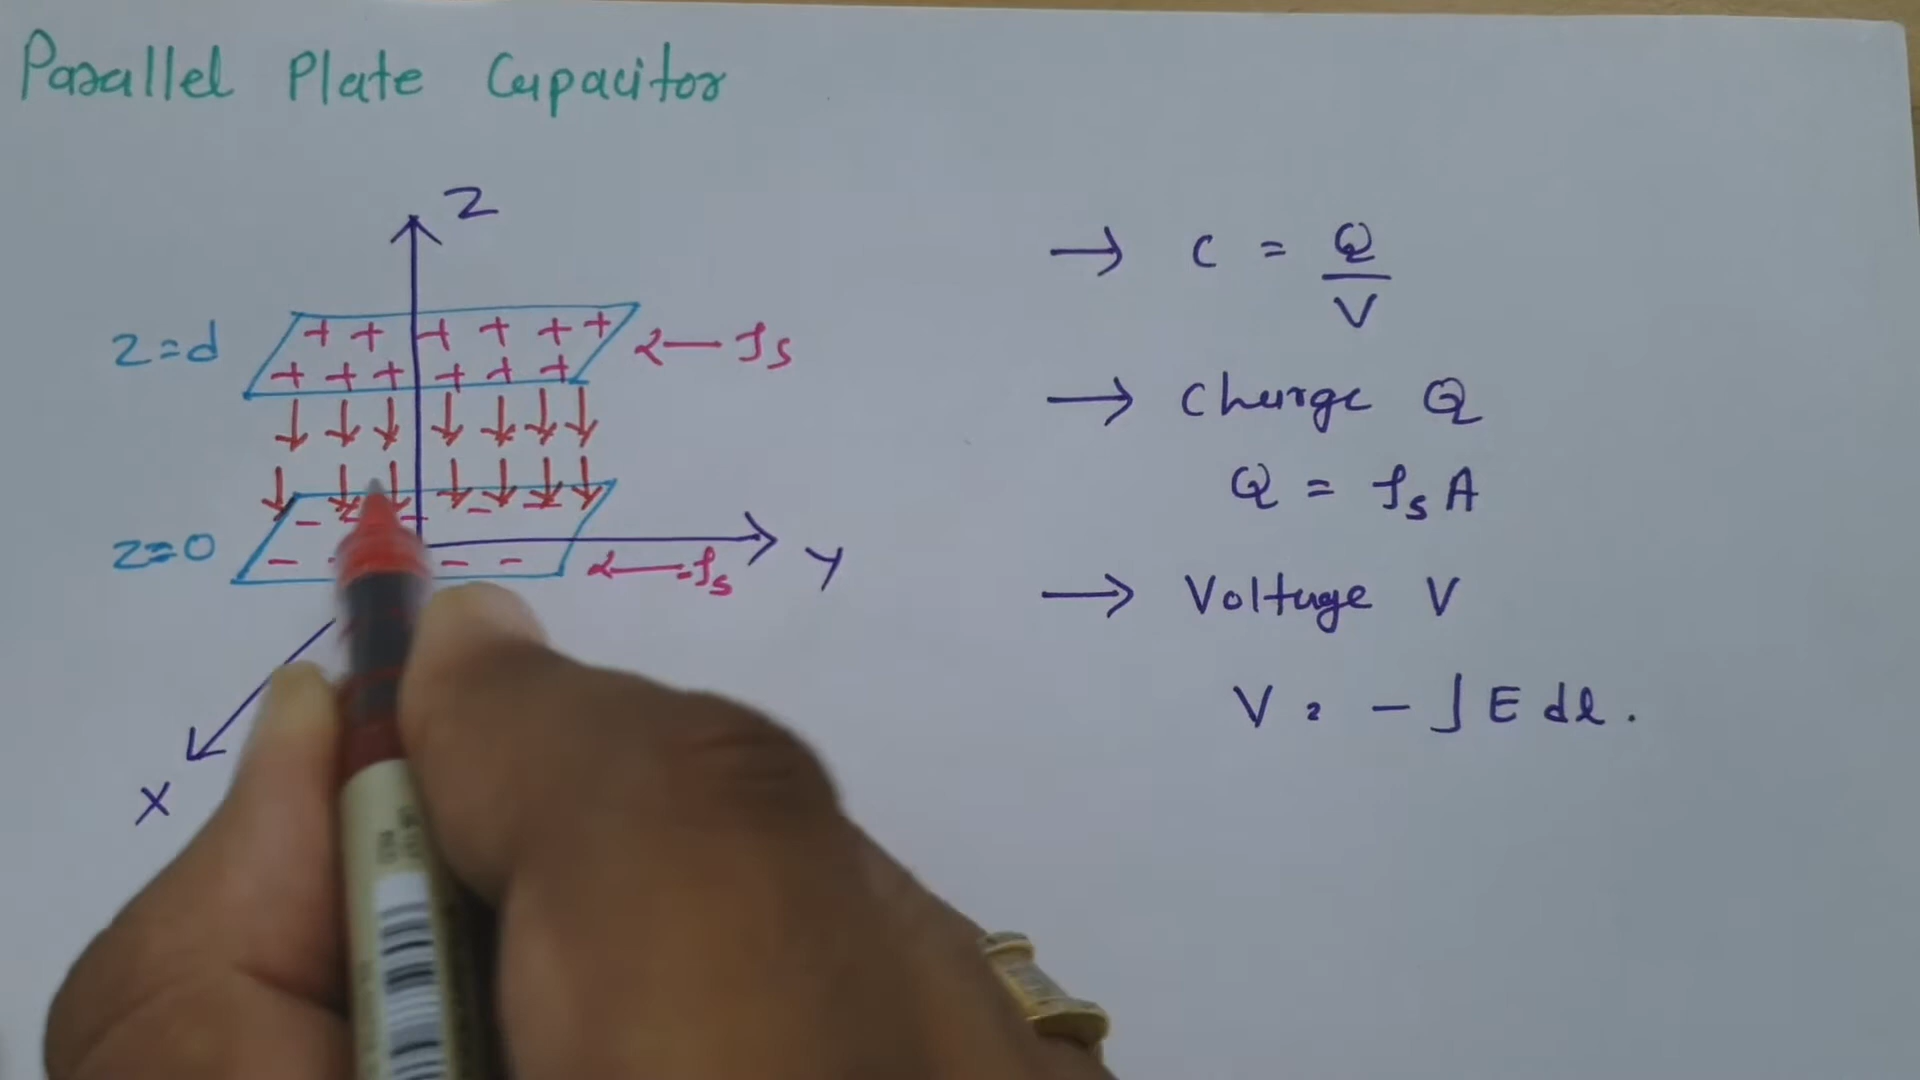 Parallel Plate Capacitor
Z
z=d
+ + + + + +
+ + + + + +
← ρs
z=0
− − − −
− − −
← -ρs
Y
X
→ C = Q/V
→ Charge Q
Q = ρs A
→ Voltage V
V = - ∫ E dl.